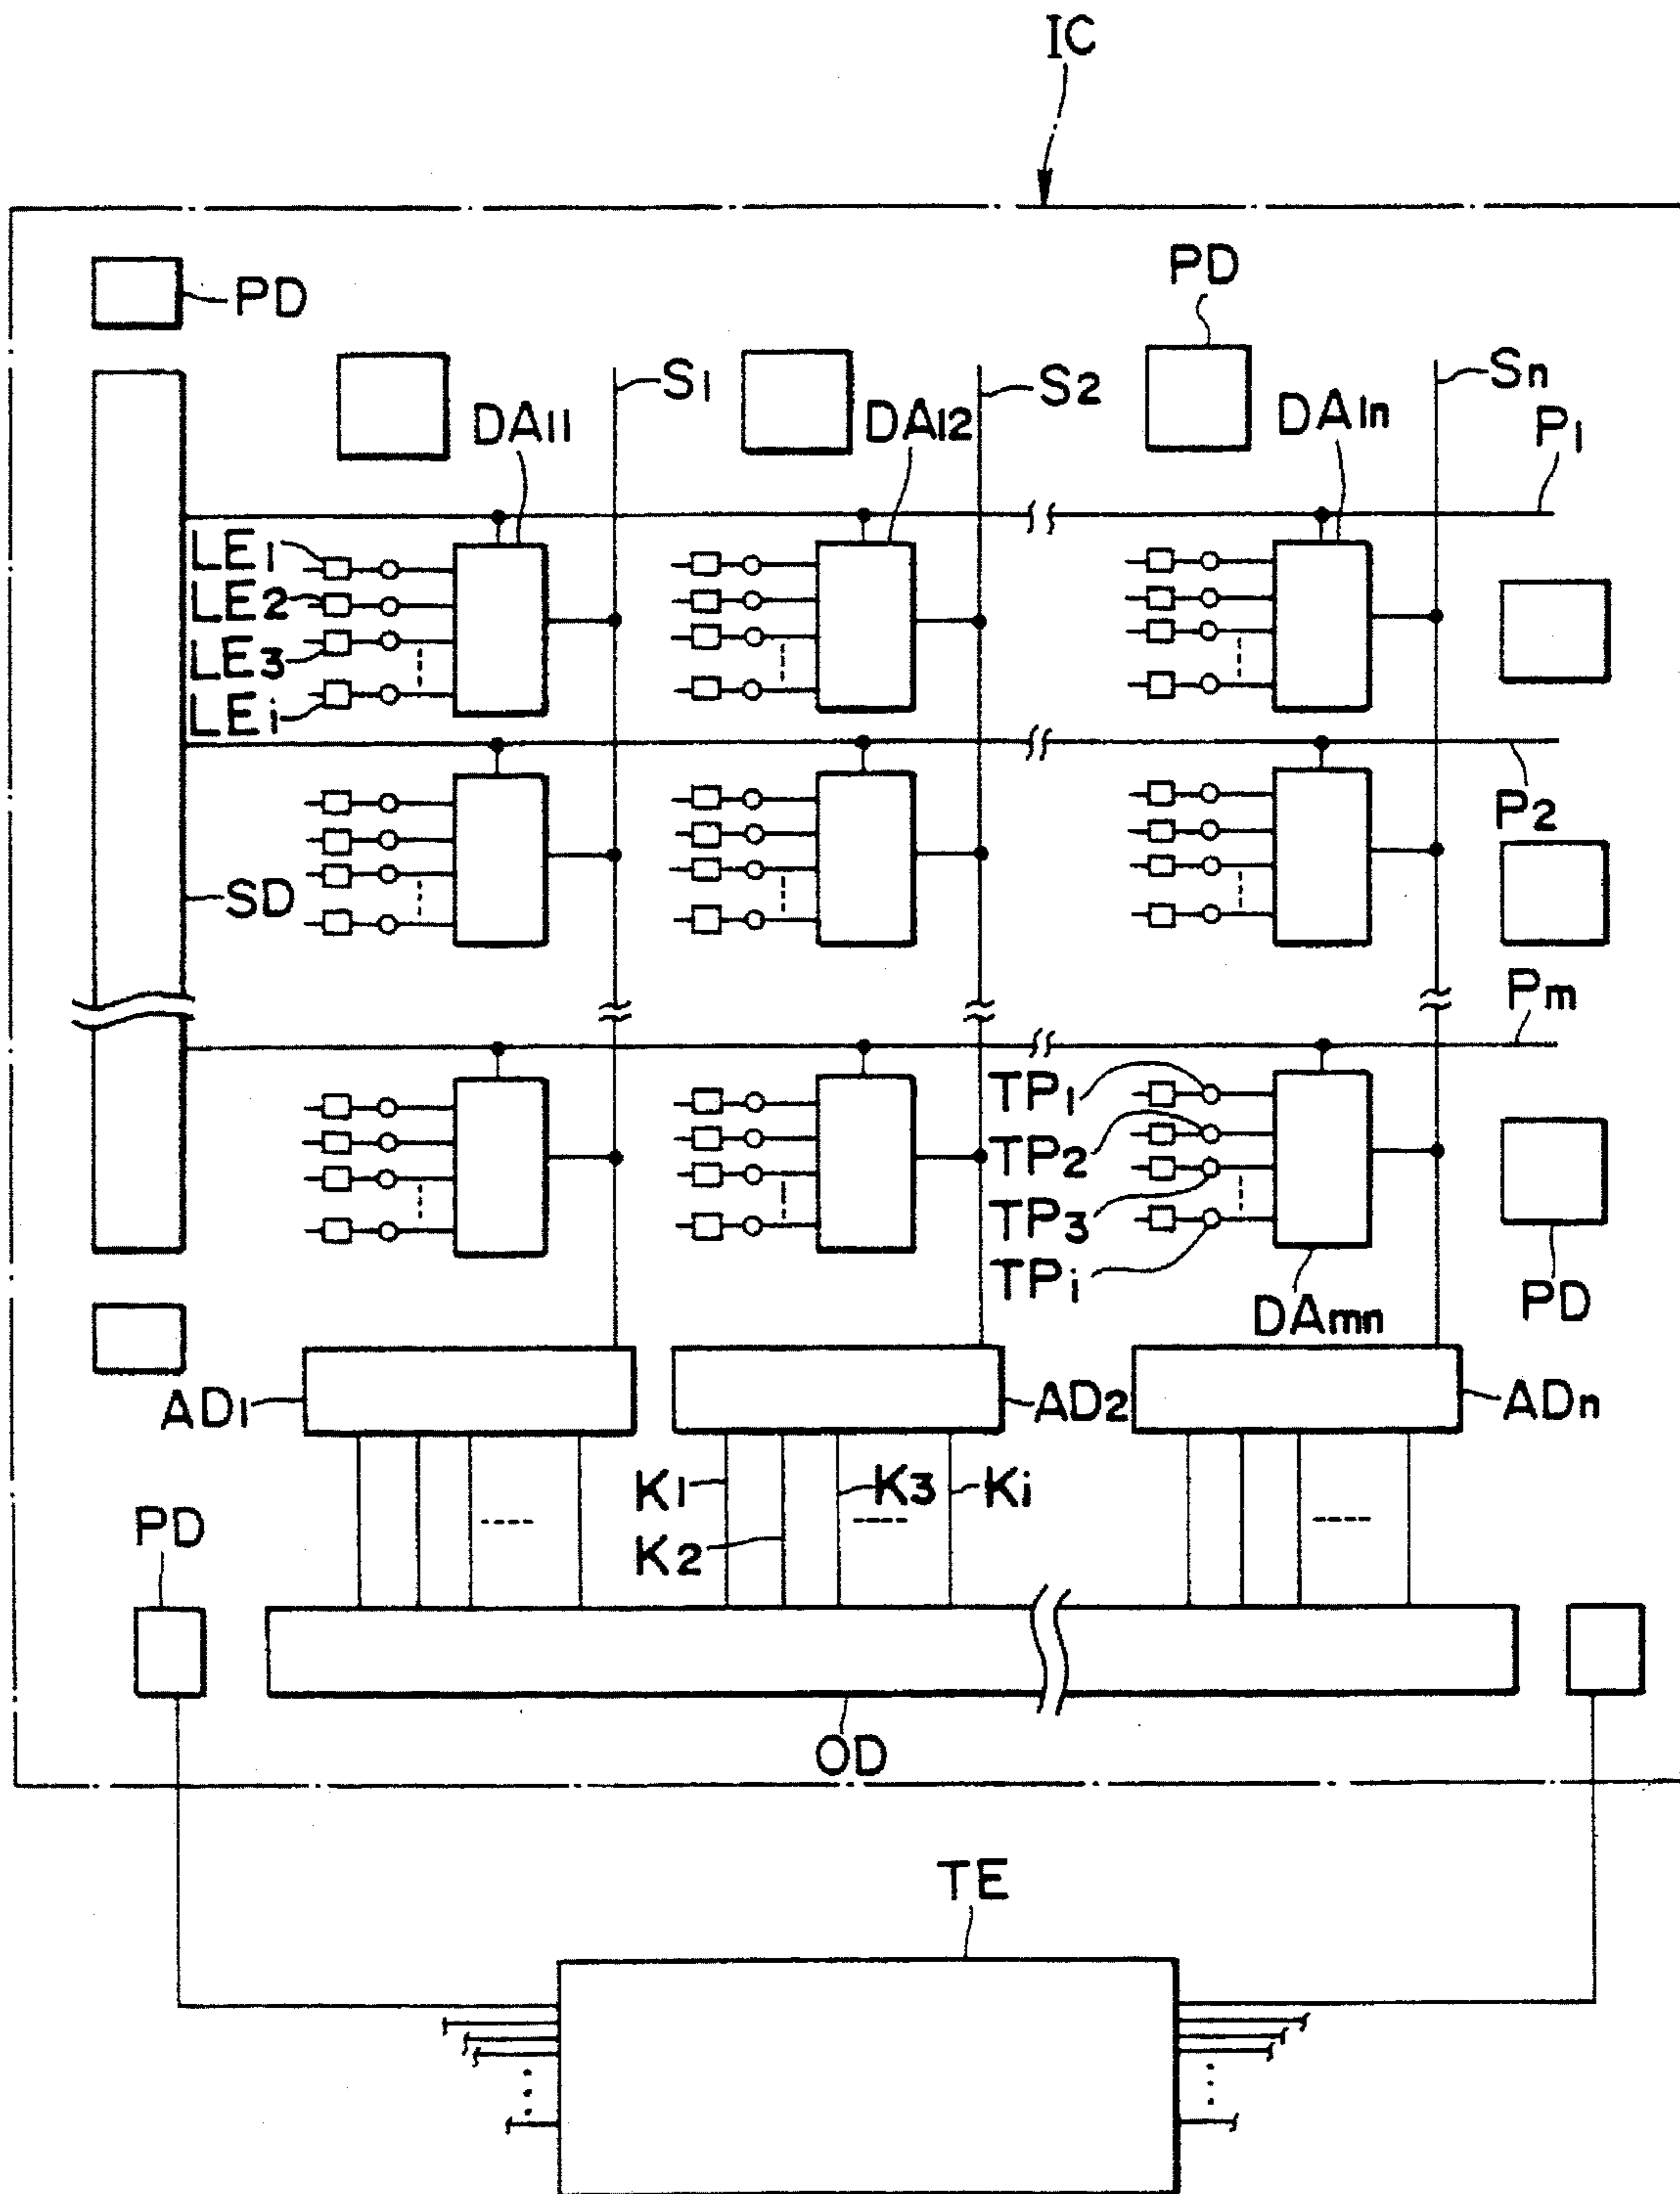 IC
PD
PD
S1
S2
Sn
DA11
DA12
DA1n
P1
LE1
LE2
LE3
LEi
P2
SD
Pm
TP1
TP2
TP3
TPi
PD
DAmn
AD1
AD2
ADn
K1
K3
Ki
K2
PD
OD
TE